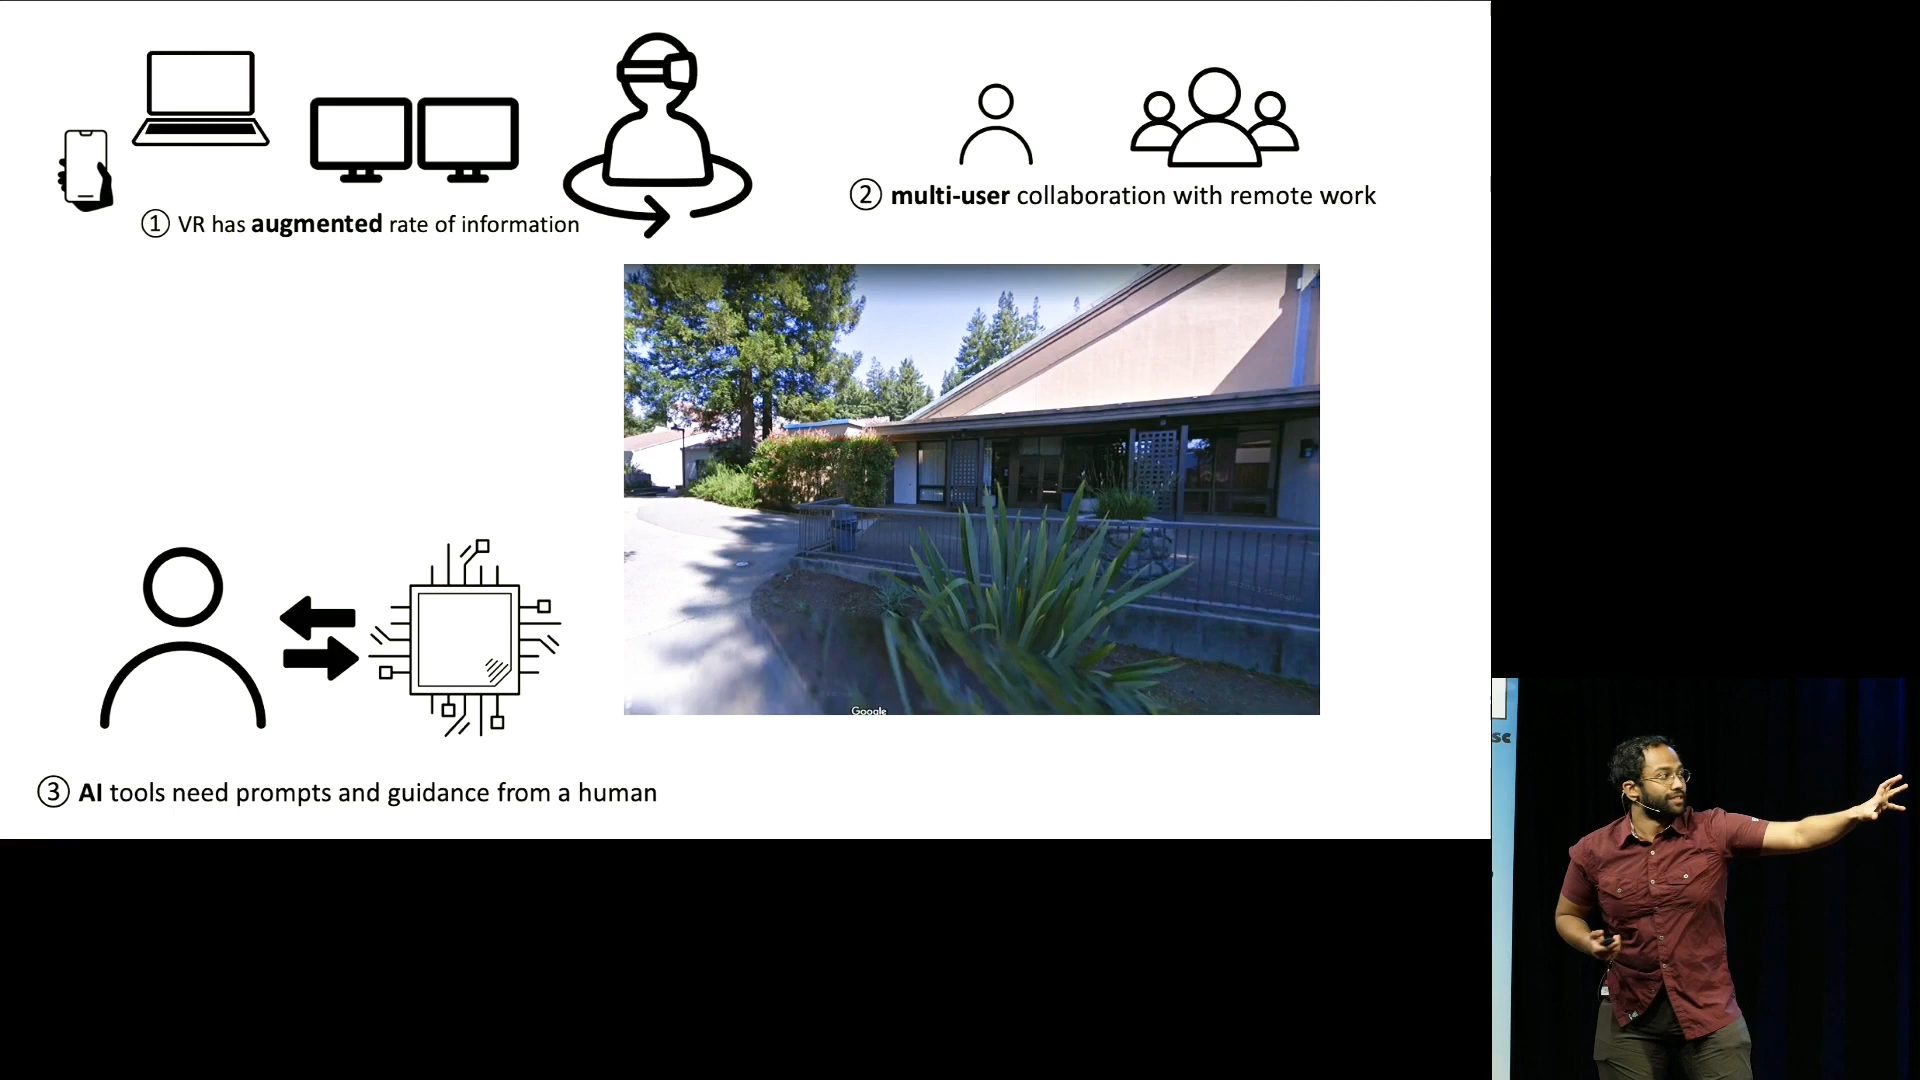 ① VR has augmented rate of information
② multi-user collaboration with remote work
Google
③ AI tools need prompts and guidance from a human
sc